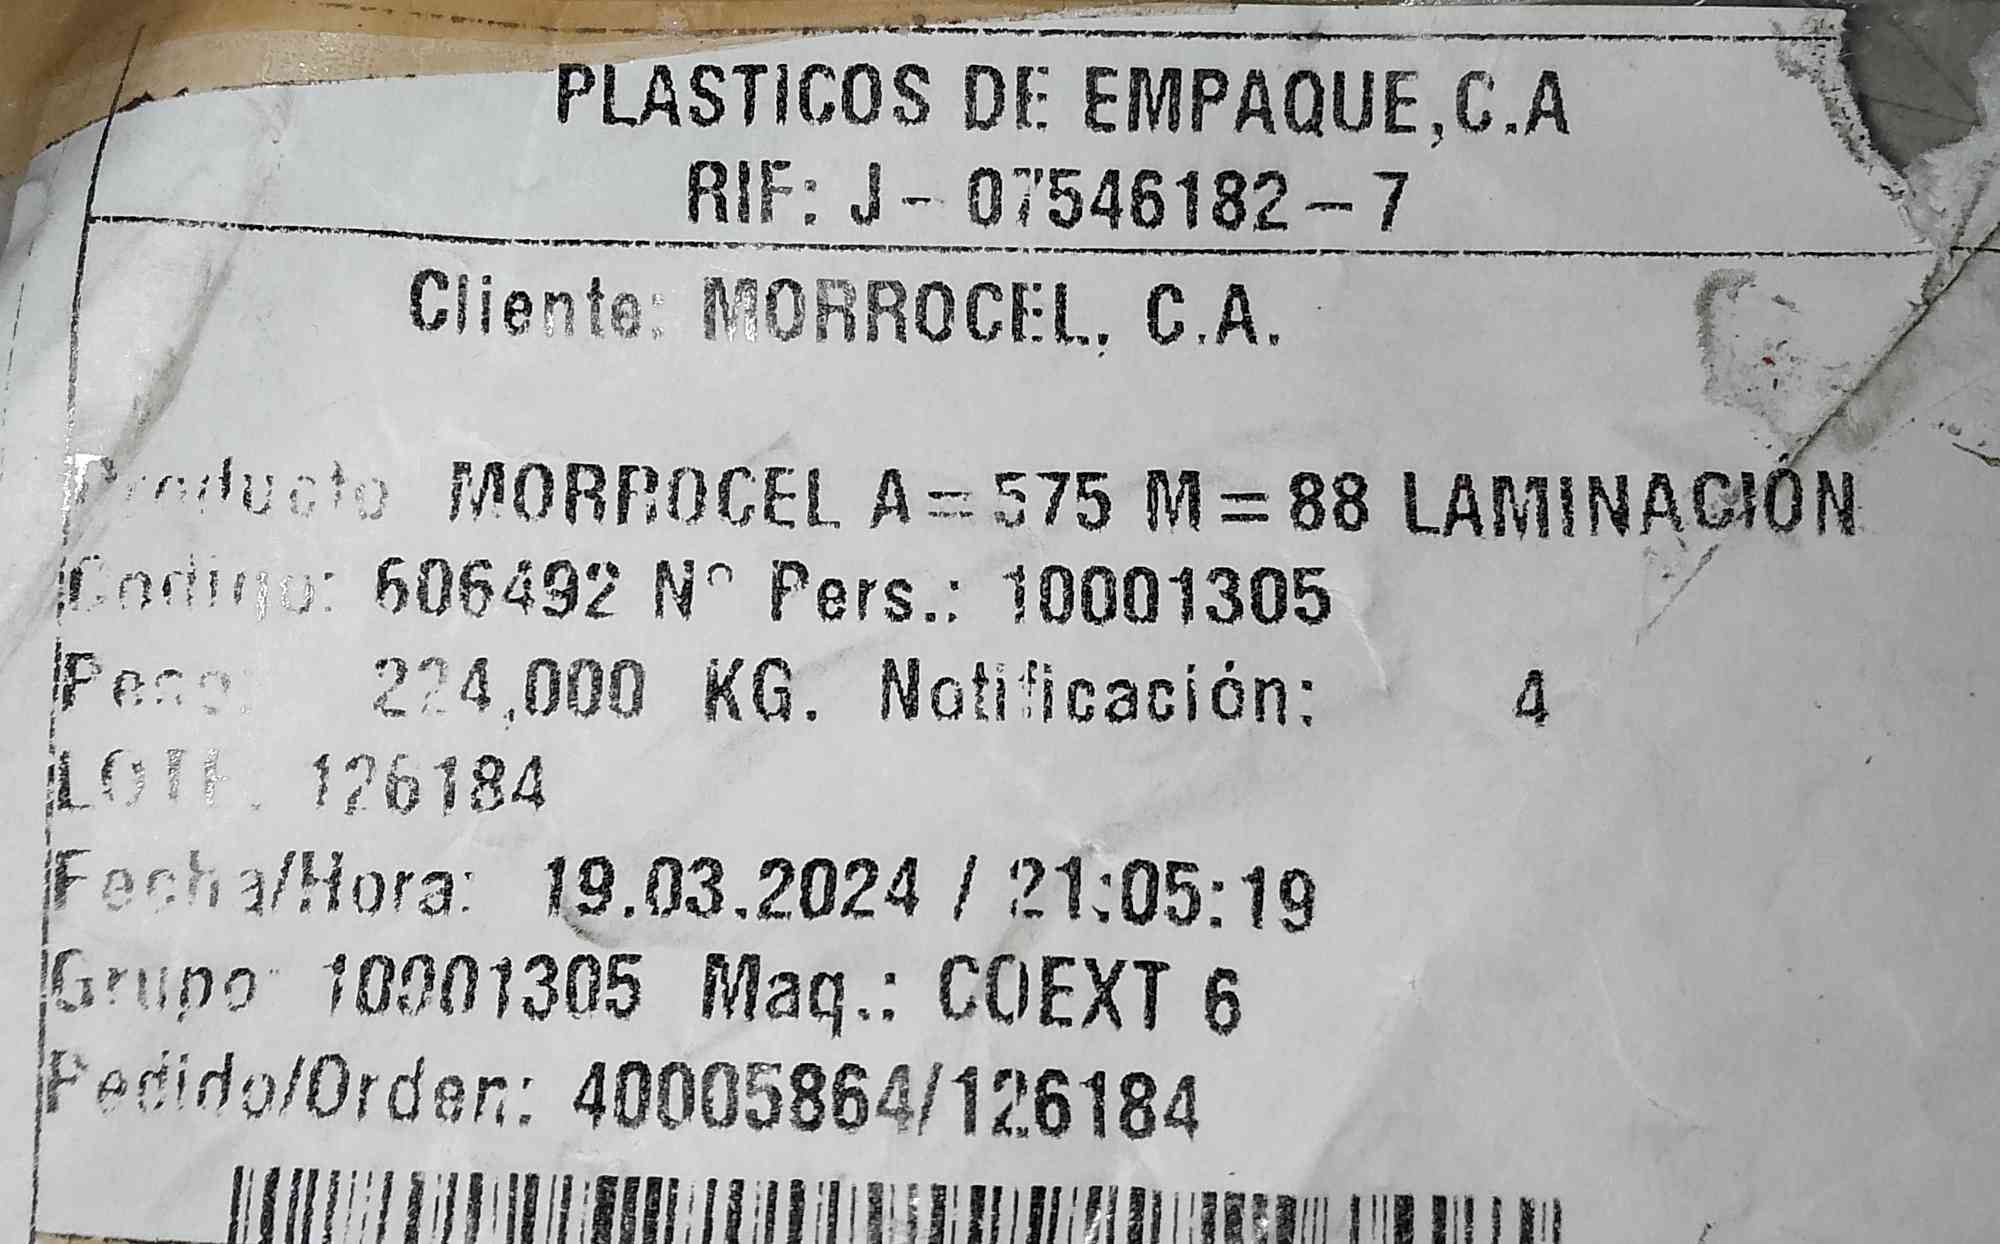 PLASTICOS DE EMPAQUE,C.A
RIF: J- 07546182-7
Cliente: MORROCEL, C.A.
Producto MORROCEL A=575 M=88 LAMINACIÓN
Codigo: 606492 N° Pers.: 10001305
Peso: 224,000 KG. Notificación: 4
LOTE: 126184
Fecha/Hora: 19.03.2024 / 21:05:19
Grupo: 10001305 Maq.: COEXT 6
Pedido/Orden: 40005864/126184